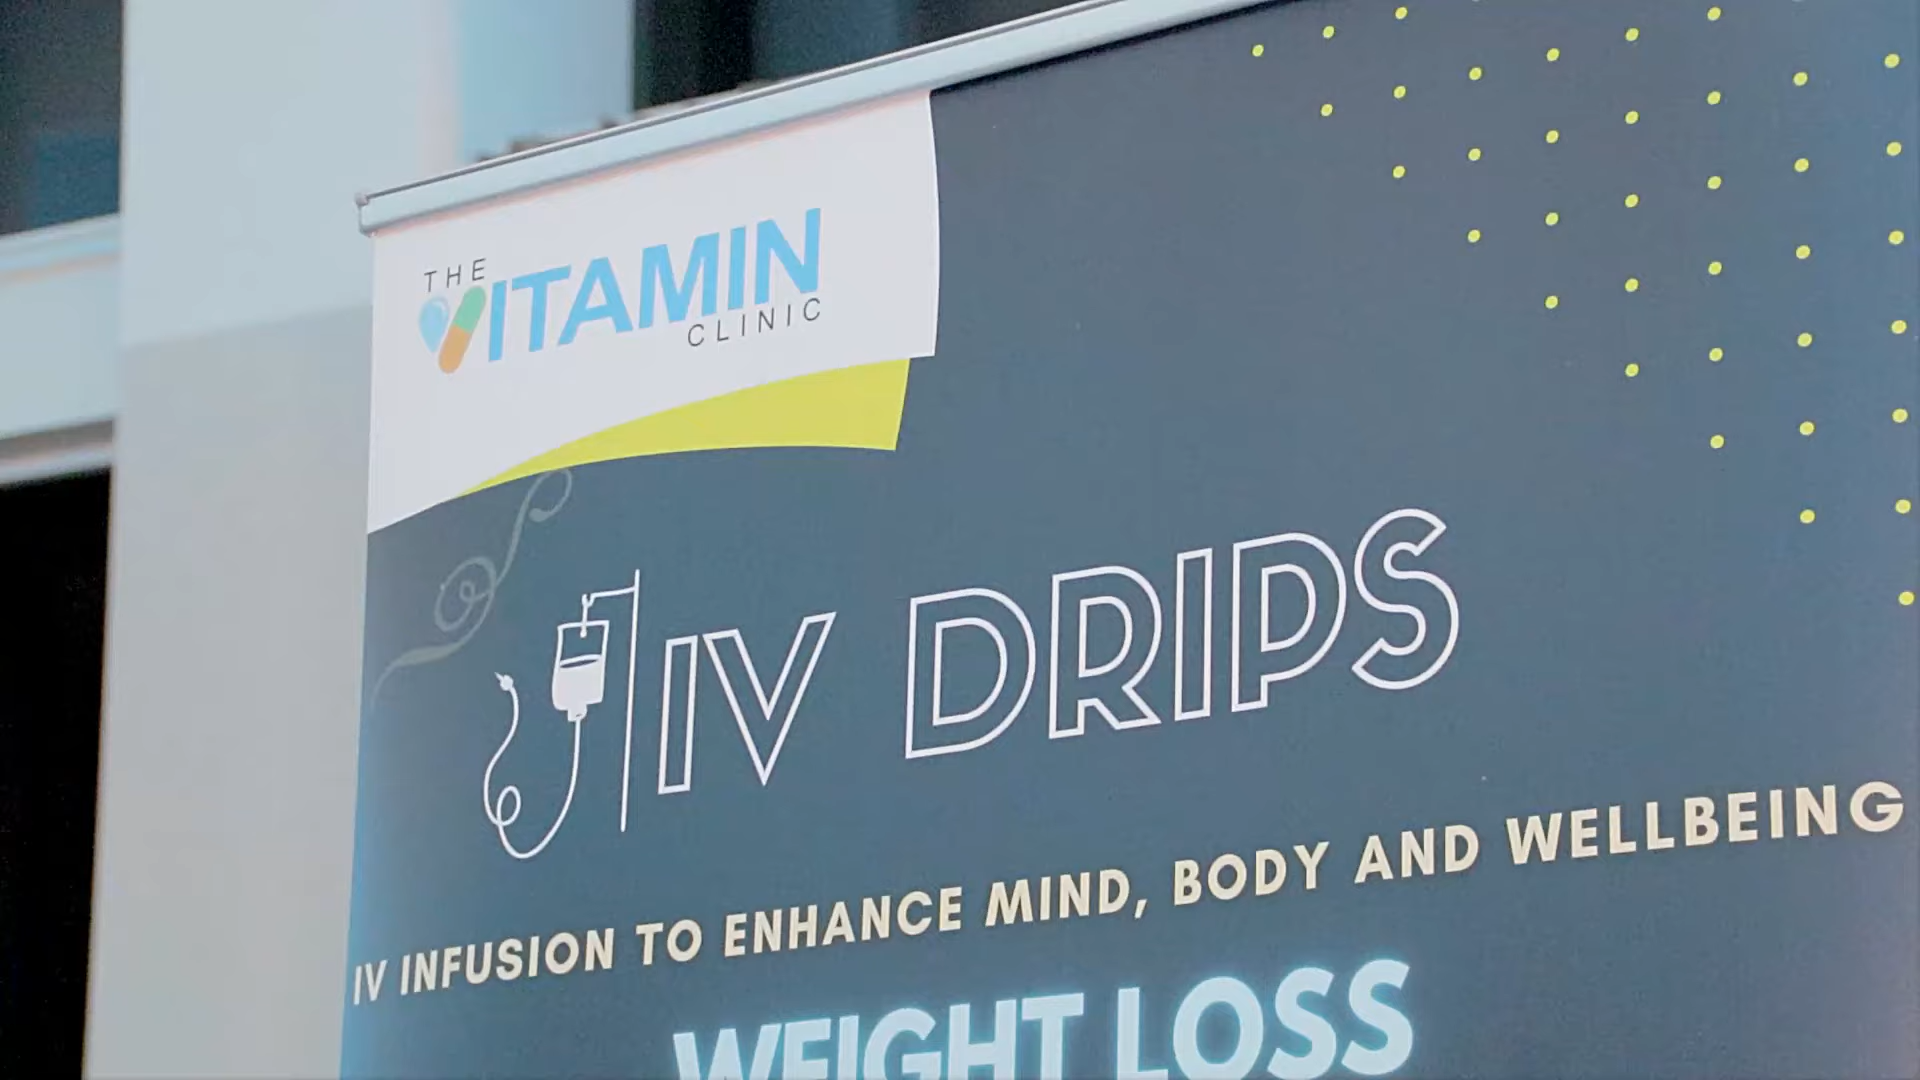 THE
VITAMIN
CLINIC
IV DRIPS
IV INFUSION TO ENHANCE MIND, BODY AND WELLBEING
WEIGHT LOSS